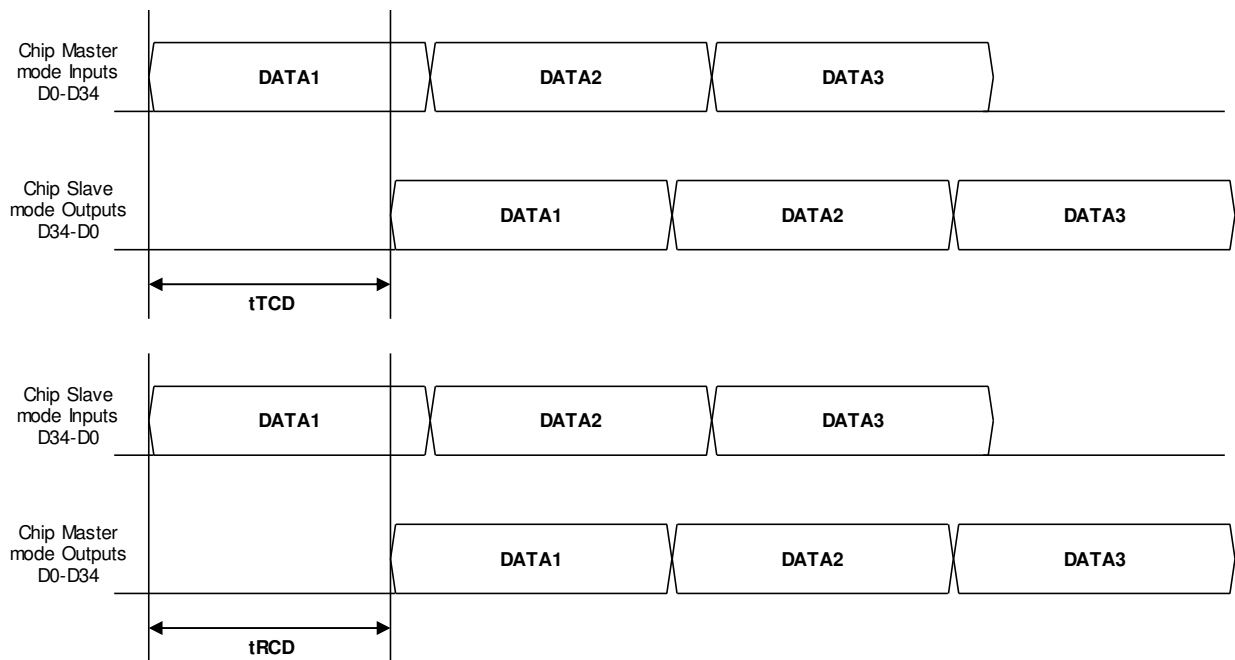 Chip Master
mode Inputs
D0-D34
DATA1 DATA2 DATA3
Chip Slave
mode Outputs
D34-D0
DATA1 DATA2 DATA3
tTCD
Chip Slave
mode Inputs
D34-D0
DATA1 DATA2 DATA3
Chip Master
mode Outputs
D0-D34
DATA1 DATA2 DATA3
tRCD